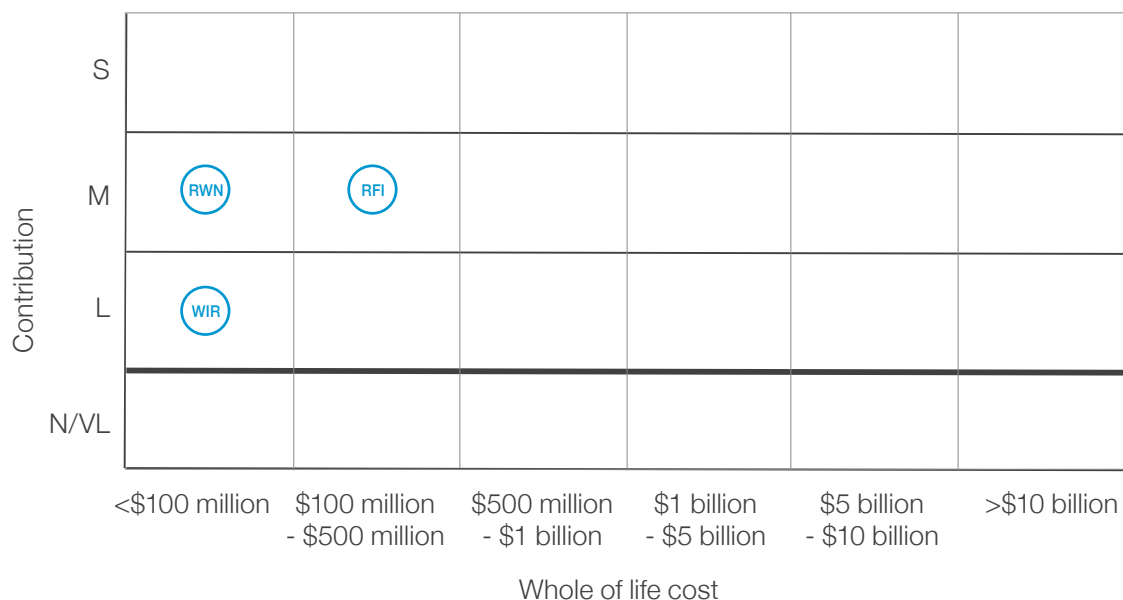 S
M
RWN
RFI
L
WIR
N/VL
Contribution
<$100 million
$100 million
- $500 million
$500 million
- $1 billion
$1 billion
- $5 billion
$5 billion
- $10 billion
>$10 billion
Whole of life cost